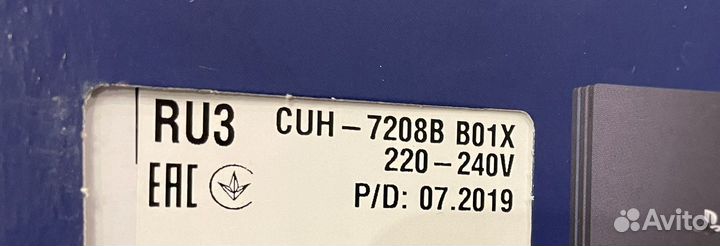 RU3 CUH-7208B B01X
220-240V
EAC P/D: 07.2019
Avito